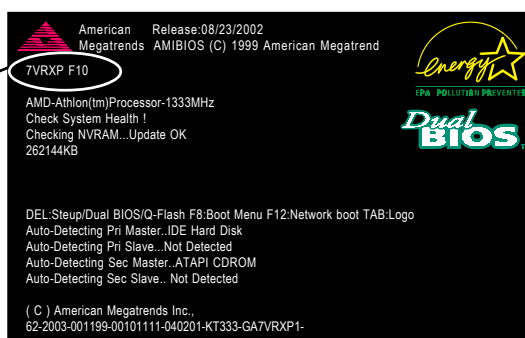 American Release:08/23/2002
Megatrends AMIBIOS (C) 1999 American Megatrend
7VRXP F10
energy
EPA POLLUTION PREVENTER
AMD-Athlon(tm)Processor-1333MHz
Check System Health !
Checking NVRAM...Update OK
262144KB
Dual
BIOS
DEL:Steup/Dual BIOS/Q-Flash F8:Boot Menu F12:Network boot TAB:Logo
Auto-Detecting Pri Master..IDE Hard Disk
Auto-Detecting Pri Slave...Not Detected
Auto-Detecting Sec Master..ATAPI CDROM
Auto-Detecting Sec Slave.. Not Detected
( C ) American Megatrends Inc.,
62-2003-001199-00101111-040201-KT333-GA7VRXP1-